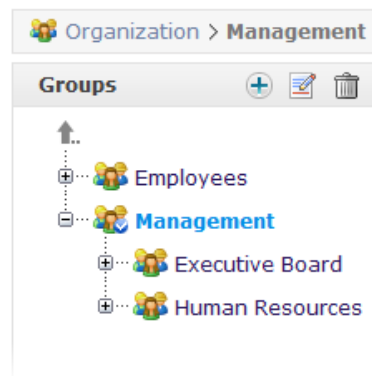 Organization > Management
Groups
..
Employees
Management
Executive Board
Human Resources